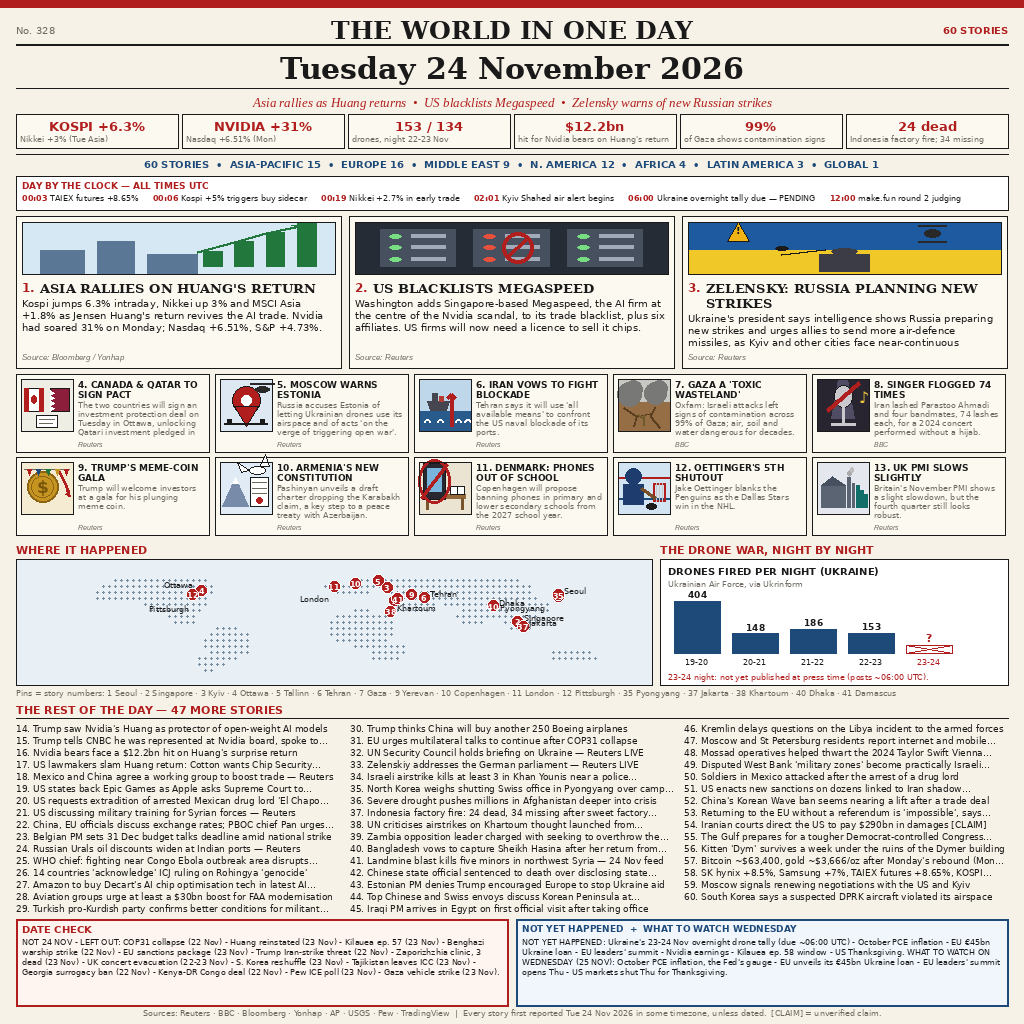 No. 328
THE WORLD IN ONE DAY
60 STORIES
Tuesday 24 November 2026
Asia rallies as Huang returns • US blacklists Megaspeed • Zelensky warns of new Russian strikes
KOSPI +6.3%
Nikkei +3% (Tue Asia)
NVIDIA +31%
Nasdaq +6.51% (Mon)
153 / 134
drones, night 22-23 Nov
$12.2bn
hit for Nvidia bears on Huang's return
99%
of Gaza shows contamination signs
24 dead
Indonesia factory fire; 34 missing
60 STORIES • ASIA-PACIFIC 15 • EUROPE 16 • MIDDLE EAST 9 • N. AMERICA 12 • AFRICA 4 • LATIN AMERICA 3 • GLOBAL 1
DAY BY THE CLOCK — ALL TIMES UTC
00:03 TAIEX futures +8.65% 00:06 Kospi +5% triggers buy sidecar 00:19 Nikkei +2.7% in early trade 02:01 Kyiv Shahed air alert begins 06:00 Ukraine overnight tally due — PENDING 12:00 make.fun round 2 judging
1. ASIA RALLIES ON HUANG'S RETURN
Kospi jumps 6.3% intraday, Nikkei up 3% and MSCI Asia
+1.8% as Jensen Huang's return revives the AI trade. Nvidia
had soared 31% on Monday; Nasdaq +6.51%, S&P +4.73%.
Source: Bloomberg / Yonhap
2. US BLACKLISTS MEGASPEED
Washington adds Singapore-based Megaspeed, the AI firm at
the centre of the Nvidia scandal, to its trade blacklist, plus six
affiliates. US firms will now need a licence to sell it chips.
Source: Reuters
3. ZELENSKY: RUSSIA PLANNING NEW
STRIKES
Ukraine's president says intelligence shows Russia preparing
new strikes and urges allies to send more air-defence
missiles, as Kyiv and other cities face near-continuous
Source: Reuters
4. CANADA & QATAR TO
SIGN PACT
The two countries will sign an
investment protection deal on
Tuesday in Ottawa, unlocking
Qatari investment pledged in
Reuters
5. MOSCOW WARNS
ESTONIA
Russia accuses Estonia of
letting Ukrainian drones use its
airspace and of acts 'on the
verge of triggering open war'.
Reuters
6. IRAN VOWS TO FIGHT
BLOCKADE
Tehran says it will use 'all
available means' to confront
the US naval blockade of its
ports.
Reuters
7. GAZA A 'TOXIC
WASTELAND'
Oxfam: Israeli attacks left
signs of contamination across
99% of Gaza; air, soil and
water dangerous for decades.
BBC
8. SINGER FLOGGED 74
TIMES
Iran lashed Parastoo Ahmadi
and four bandmates, 74 lashes
each, for a 2024 concert
performed without a hijab.
BBC
9. TRUMP'S MEME-COIN
GALA
Trump will welcome investors
at a gala for his plunging
meme coin.
Reuters
10. ARMENIA'S NEW
CONSTITUTION
Pashinyan unveils a draft
charter dropping the Karabakh
claim, a key step to a peace
treaty with Azerbaijan.
Reuters
11. DENMARK: PHONES
OUT OF SCHOOL
Copenhagen will propose
banning phones in primary and
lower secondary schools from
the 2027 school year.
Reuters
12. OETTINGER'S 5TH
SHUTOUT
Jake Oettinger blanks the
Penguins as the Dallas Stars
win in the NHL.
Reuters
13. UK PMI SLOWS
SLIGHTLY
Britain's November PMI shows
a slight slowdown, but the
fourth quarter still looks
robust.
Reuters
WHERE IT HAPPENED
Ottawa
Pittsburgh
London
Tehran
Khartoum
Dhaka
Pyongyang
Singapore
Jakarta
Seoul
Pins = story numbers: 1 Seoul · 2 Singapore · 3 Kyiv · 4 Ottawa · 5 Tallinn · 6 Tehran · 7 Gaza · 9 Yerevan · 10 Copenhagen · 11 London · 12 Pittsburgh · 35 Pyongyang · 37 Jakarta · 38 Khartoum · 40 Dhaka · 41 Damascus
THE DRONE WAR, NIGHT BY NIGHT
DRONES FIRED PER NIGHT (UKRAINE)
Ukrainian Air Force, via Ukrinform
404 148 186 153 ?
19-20 20-21 21-22 22-23 23-24
23-24 night: not yet published at press time (posts ~06:00 UTC).
THE REST OF THE DAY — 47 MORE STORIES
14. Trump saw Nvidia's Huang as protector of open-weight AI models
15. Trump tells CNBC he was represented at Nvidia board, spoke to...
16. Nvidia bears face a $12.2bn hit on Huang's surprise return
17. US lawmakers slam Huang return: Cotton wants Chip Security...
18. Mexico and China agree a working group to boost trade — Reuters
19. US states back Epic Games as Apple asks Supreme Court to...
20. US requests extradition of arrested Mexican drug lord 'El Chapo...
21. US discussing military training for Syrian forces — Reuters
22. China, EU officials discuss exchange rates; PBOC chief Pan urges...
23. Belgian PM sets 31 Dec budget talks deadline amid national strike
24. Russian Urals oil discounts widen at Indian ports — Reuters
25. WHO chief: fighting near Congo Ebola outbreak area disrupts...
26. 14 countries 'acknowledge' ICJ ruling on Rohingya 'genocide'
27. Amazon to buy Decart's AI chip optimisation tech in latest AI...
28. Aviation groups urge at least a $30bn boost for FAA modernisation
29. Turkish pro-Kurdish party confirms better conditions for militant...
30. Trump thinks China will buy another 250 Boeing airplanes
31. EU urges multilateral talks to continue after COP31 collapse
32. UN Security Council holds briefing on Ukraine — Reuters LIVE
33. Zelenskiy addresses the German parliament — Reuters LIVE
34. Israeli airstrike kills at least 3 in Khan Younis near a police...
35. North Korea weighs shutting Swiss office in Pyongyang over camp...
36. Severe drought pushes millions in Afghanistan deeper into crisis
37. Indonesia factory fire: 24 dead, 34 missing after sweet factory...
38. UN criticises airstrikes on Khartoum thought launched from...
39. Zambia opposition leader charged with seeking to overthrow the...
40. Bangladesh vows to capture Sheikh Hasina after her return from...
41. Landmine blast kills five minors in northwest Syria — 24 Nov feed
42. Chinese state official sentenced to death over disclosing state...
43. Estonian PM denies Trump encouraged Europe to stop Ukraine aid
44. Top Chinese and Swiss envoys discuss Korean Peninsula at...
45. Iraqi PM arrives in Egypt on first official visit after taking office
46. Kremlin delays questions on the Libya incident to the armed forces
47. Moscow and St Petersburg residents report internet and mobile...
48. Mossad operatives helped thwart the 2024 Taylor Swift Vienna...
49. Disputed West Bank 'military zones' become practically Israeli...
50. Soldiers in Mexico attacked after the arrest of a drug lord
51. US enacts new sanctions on dozens linked to Iran shadow...
52. China's Korean Wave ban seems nearing a lift after a trade deal
53. Returning to the EU without a referendum is 'impossible', says...
54. Iranian courts direct the US to pay $290bn in damages [CLAIM]
55. The Gulf prepares for a tougher Democrat-controlled Congress...
56. Kitten 'Dym' survives a week under the ruins of the Dymer building
57. Bitcoin ~$63,400, gold ~$3,666/oz after Monday's rebound (Mon...
58. SK hynix +8.5%, Samsung +7%, TAIEX futures +8.65%, KOSPI...
59. Moscow signals renewing negotiations with the US and Kyiv
60. South Korea says a suspected DPRK aircraft violated its airspace
DATE CHECK
NOT 24 NOV - LEFT OUT: COP31 collapse (22 Nov) - Huang reinstated (23 Nov) - Kilauea ep. 57 (23 Nov) - Benghazi
warship strike (22 Nov) - EU sanctions package (23 Nov) - Trump Iran-strike threat (22 Nov) - Zaporizhzhia clinic, 3
dead (23 Nov) - UK concert evacuation (22-23 Nov) - S. Korea reshuffle (23 Nov) - Tajikistan leaves ICC (23 Nov) -
Georgia surrogacy ban (22 Nov) - Kenya-DR Congo deal (22 Nov) - Pew ICE poll (23 Nov) - Gaza vehicle strike (23 Nov).
NOT YET HAPPENED + WHAT TO WATCH WEDNESDAY
NOT YET HAPPENED: Ukraine's 23-24 Nov overnight drone tally (due ~06:00 UTC) - October PCE inflation - EU €45bn
Ukraine loan - EU leaders' summit - Nvidia earnings - Kilauea ep. 58 window - US Thanksgiving. WHAT TO WATCH ON
WEDNESDAY (25 NOV): October PCE inflation, the Fed's gauge - EU unveils its €45bn Ukraine loan - EU leaders' summit
opens Thu - US markets shut Thu for Thanksgiving.
Sources: Reuters · BBC · Bloomberg · Yonhap · AP · USGS · Pew · TradingView | Every story first reported Tue 24 Nov 2026 in some timezone, unless dated. [CLAIM]=unverified claim.